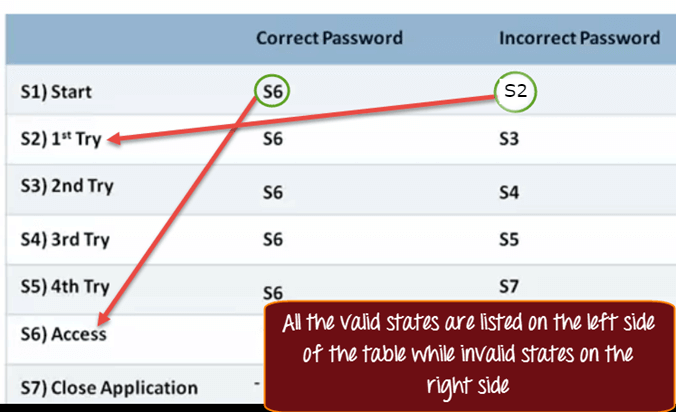 Correct Password Incorrect Password
S1) Start S6 S2
S2) 1st Try S6 S3
S3) 2nd Try S6 S4
S4) 3rd Try S6 S5
S5) 4th Try S6 S7
S6) Access
S7) Close Application -
All the valid states are listed on the left side
of the table while invalid states on the
right side